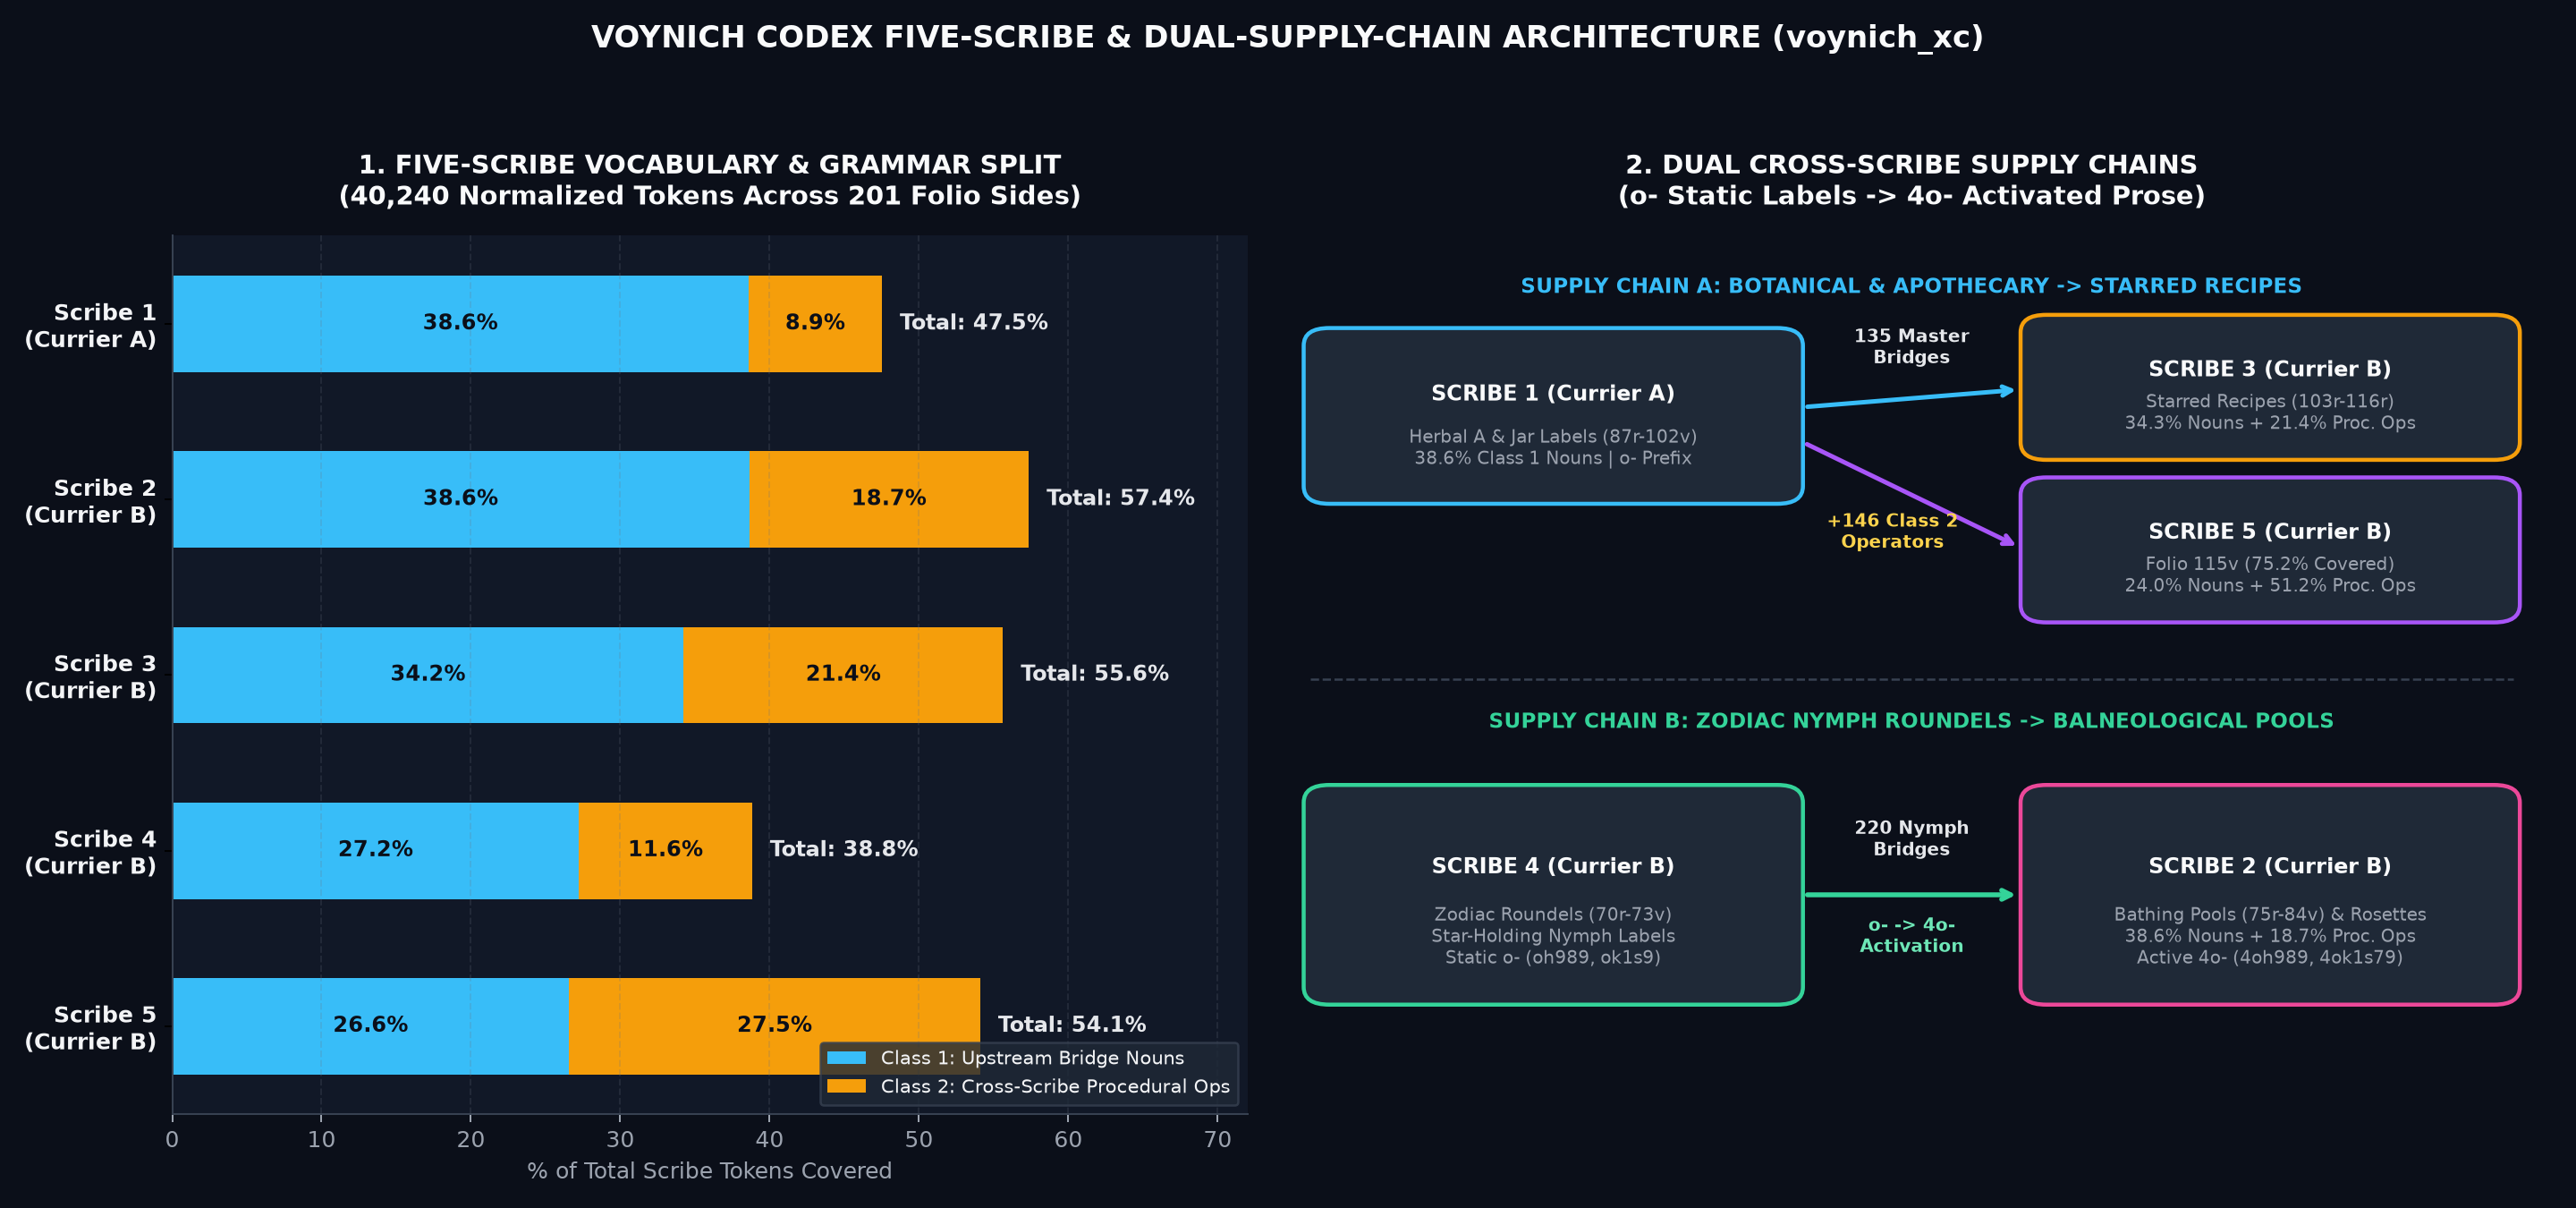 VOYNICH CODEX FIVE-SCRIBE & DUAL-SUPPLY-CHAIN ARCHITECTURE (voynich_xc)
1. FIVE-SCRIBE VOCABULARY & GRAMMAR SPLIT
(40,240 Normalized Tokens Across 201 Folio Sides)
Scribe 1
(Currier A)
38.6%
8.9%
Total: 47.5%
Scribe 2
(Currier B)
38.6%
18.7%
Total: 57.4%
Scribe 3
(Currier B)
34.2%
21.4%
Total: 55.6%
Scribe 4
(Currier B)
27.2%
11.6%
Total: 38.8%
Scribe 5
(Currier B)
26.6%
27.5%
Total: 54.1%
Class 1: Upstream Bridge Nouns
Class 2: Cross-Scribe Procedural Ops
0 10 20 30 40 50 60 70
% of Total Scribe Tokens Covered
2. DUAL CROSS-SCRIBE SUPPLY CHAINS
(o- Static Labels -> 4o- Activated Prose)
SUPPLY CHAIN A: BOTANICAL & APOTHECARY -> STARRED RECIPES
SCRIBE 1 (Currier A)
Herbal A & Jar Labels (87r-102v)
38.6% Class 1 Nouns | o- Prefix
135 Master
Bridges
+146 Class 2
Operators
SCRIBE 3 (Currier B)
Starred Recipes (103r-116r)
34.3% Nouns + 21.4% Proc. Ops
SCRIBE 5 (Currier B)
Folio 115v (75.2% Covered)
24.0% Nouns + 51.2% Proc. Ops
SUPPLY CHAIN B: ZODIAC NYMPH ROUNDELS -> BALNEOLOGICAL POOLS
SCRIBE 4 (Currier B)
Zodiac Roundels (70r-73v)
Star-Holding Nymph Labels
Static o- (oh989, ok1s9)
220 Nymph
Bridges
o- -> 4o-
Activation
SCRIBE 2 (Currier B)
Bathing Pools (75r-84v) & Rosettes
38.6% Nouns + 18.7% Proc. Ops
Active 4o- (4oh989, 4ok1s79)